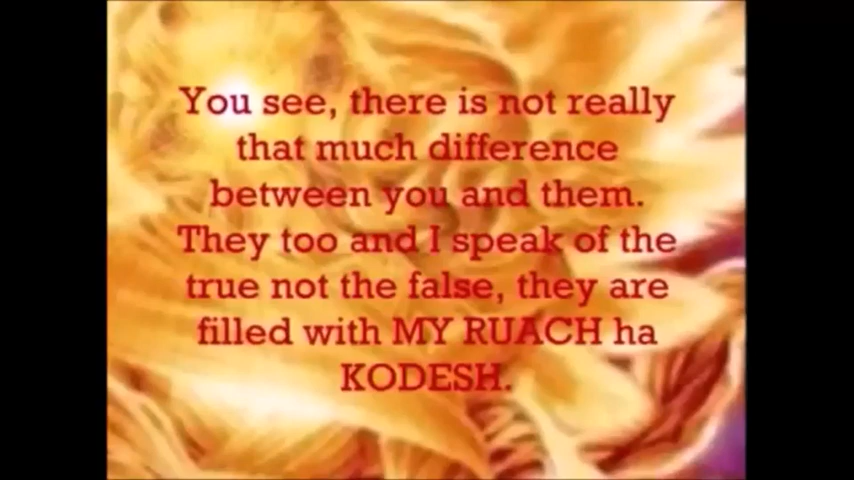 You see, there is not really
that much difference
between you and them.
They too and I speak of the
true not the false, they are
filled with MY RUACH ha
KODESH.